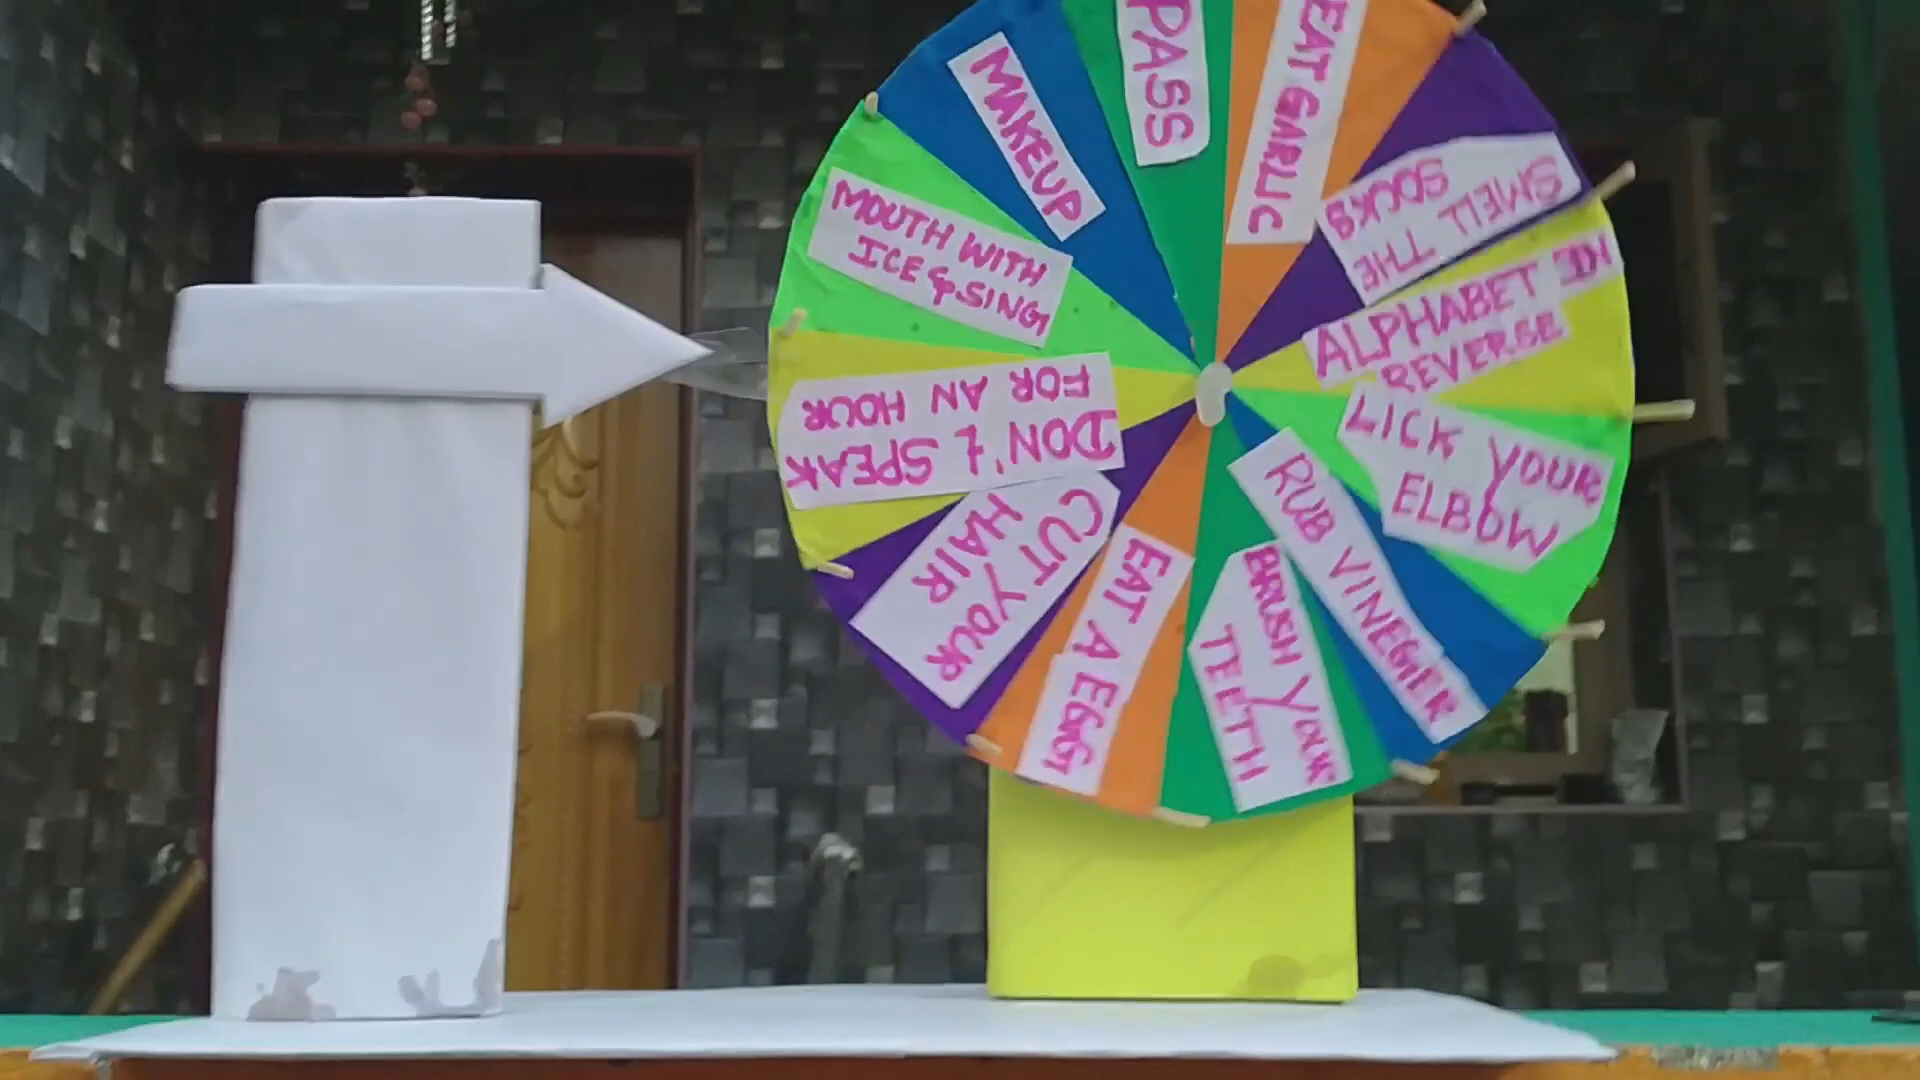 PASS
EAT GARLIC
SMELL THE
SOCKS
ALPHABET IN
REVERSE
LICK YOUR
ELBOW
RUB VINEGER
BRUSH YOUR
TEETH
EAT A EGG
CUT YOUR
HAIR
DON't SPEAK
FOR AN HOUR
MOUTH WITH
ICE & SING
MAKEUP